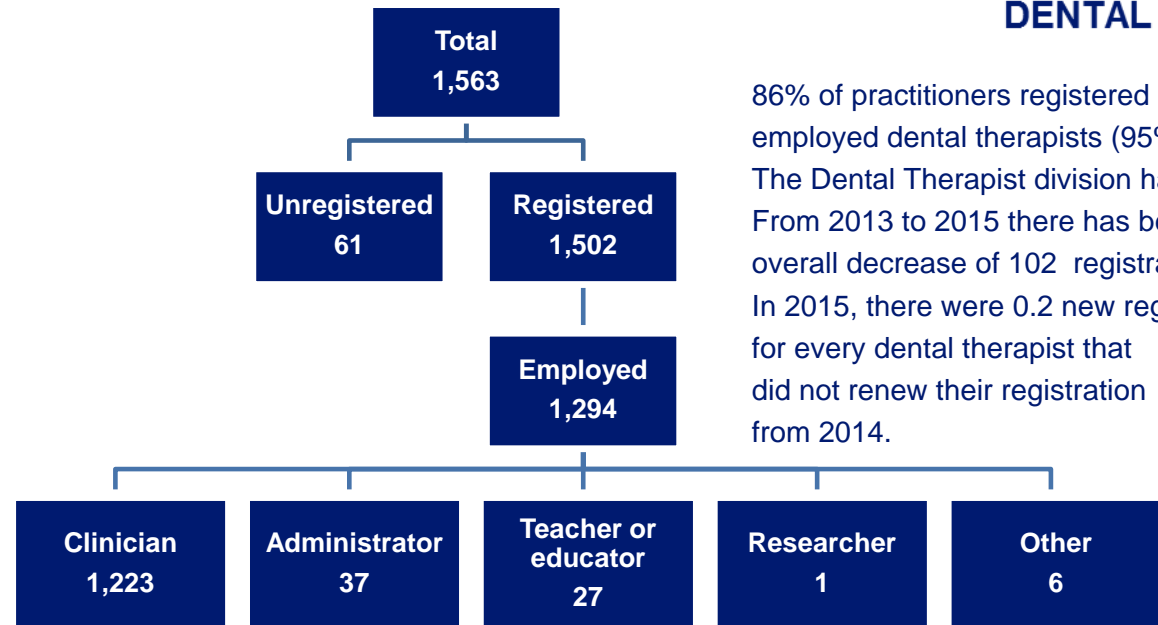 DENTAL
Total
1,563
Unregistered
61
Registered
1,502
Employed
1,294
Clinician
1,223
Administrator
37
Teacher or
educator
27
Researcher
1
Other
6
86% of practitioners registered
employed dental therapists (95%
The Dental Therapist division
From 2013 to 2015 there has
overall decrease of 102
In 2015, there were 0.2 new
for every dental therapist that
did not renew their registration
from 2014.